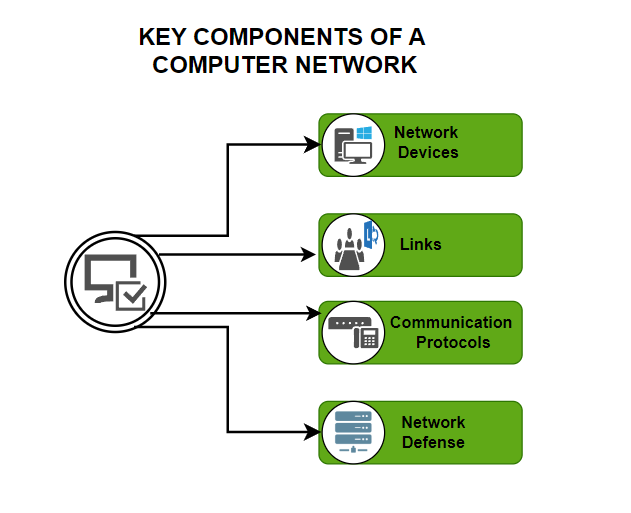 KEY COMPONENTS OF A
COMPUTER NETWORK
Network
Devices
Links
Communication
Protocols
Network
Defense